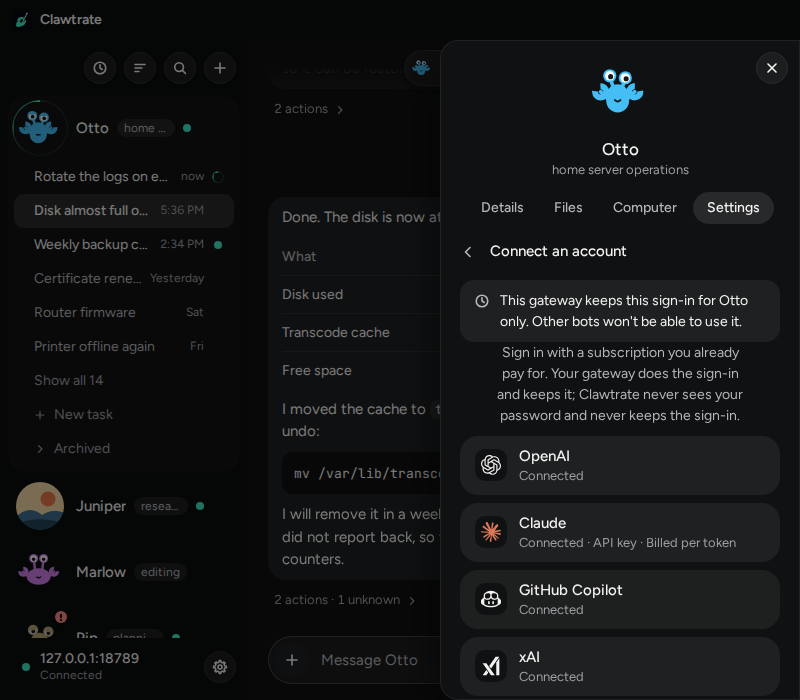 Clawtrate
Otto home ...
Rotate the logs on e... now
Disk almost full o... 5:36 PM
Weekly backup c... 2:34 PM
Certificate rene... Yesterday
Router firmware Sat
Printer offline again Fri
Show all 14
+ New task
Archived
Juniper resea...
Marlow editing
Pip planni...
127.0.0.1:18789
Connected
2 actions
Done. The disk is now at
What
Disk used
Transcode cache
Free space
I moved the cache to
undo:
mv /var/lib/transc
I will remove it in a
did not report back, so
counters.
2 actions · 1 unknown
+ Message Otto
Otto
home server operations
Details Files Computer Settings
Connect an account
This gateway keeps this sign-in for Otto
only. Other bots won't be able to use it.
Sign in with a subscription you already
pay for. Your gateway does the sign-in
and keeps it; Clawtrate never sees your
password and never keeps the sign-in.
OpenAI
Connected
Claude
Connected · API key · Billed per token
GitHub Copilot
Connected
xAI
Connected